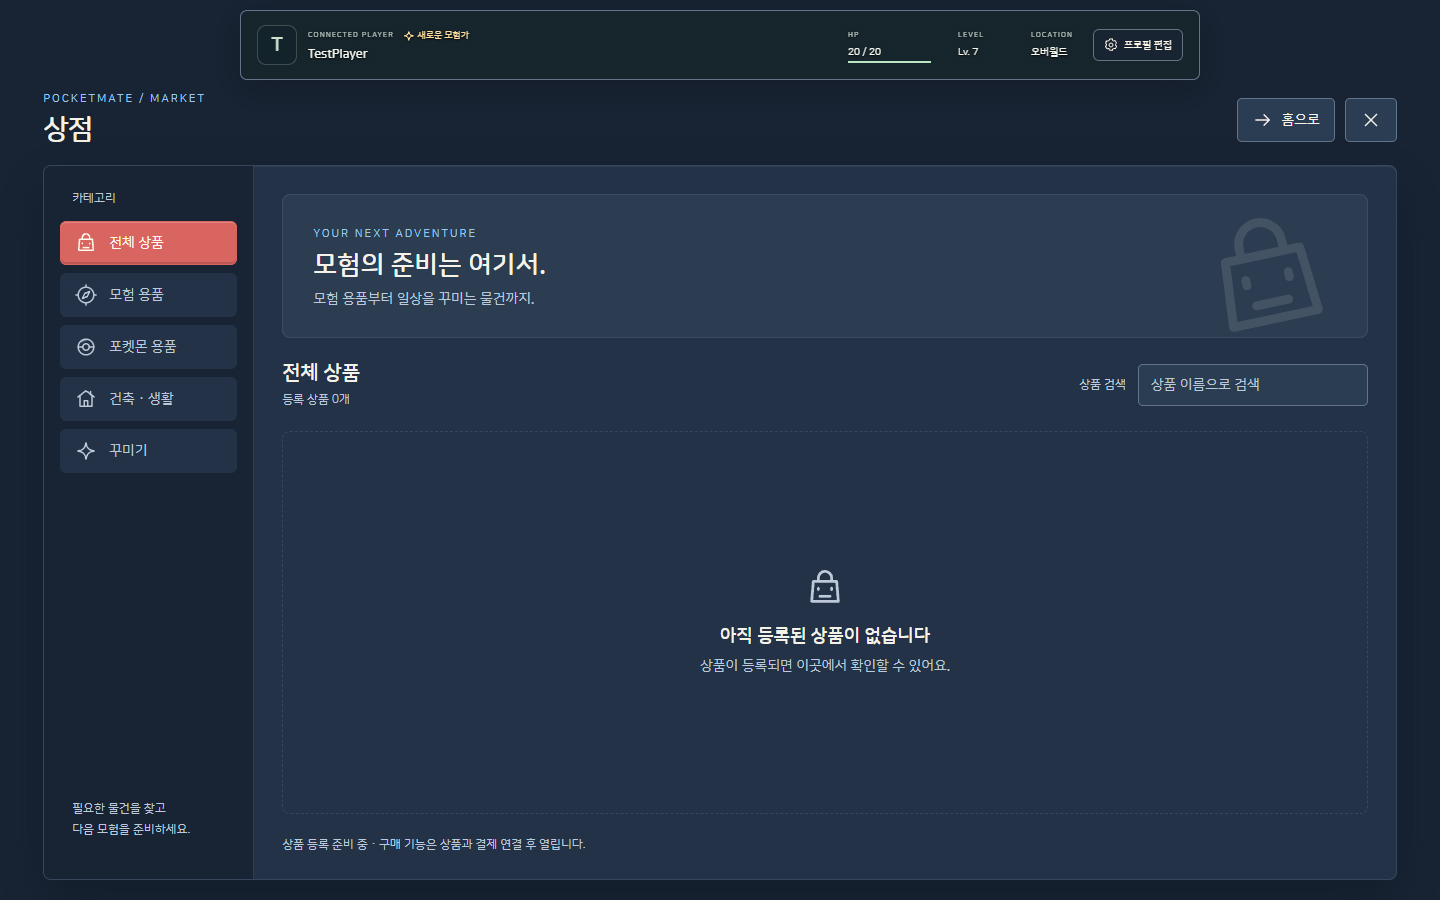 T
CONNECTED PLAYER
새로운 모험가
TestPlayer
HP
20 / 20
LEVEL
Lv. 7
LOCATION
오버월드
프로필 편집
POCKETMATE / MARKET
상점
홈으로
카테고리
전체 상품
모험 용품
포켓몬 용품
건축 · 생활
꾸미기
필요한 물건을 찾고
다음 모험을 준비하세요.
YOUR NEXT ADVENTURE
모험의 준비는 여기서.
모험 용품부터 일상을 꾸미는 물건까지.
전체 상품
등록 상품 0개
상품 검색
상품 이름으로 검색
아직 등록된 상품이 없습니다
상품이 등록되면 이곳에서 확인할 수 있어요.
상품 등록 준비 중 · 구매 기능은 상품과 결제 연결 후 열립니다.